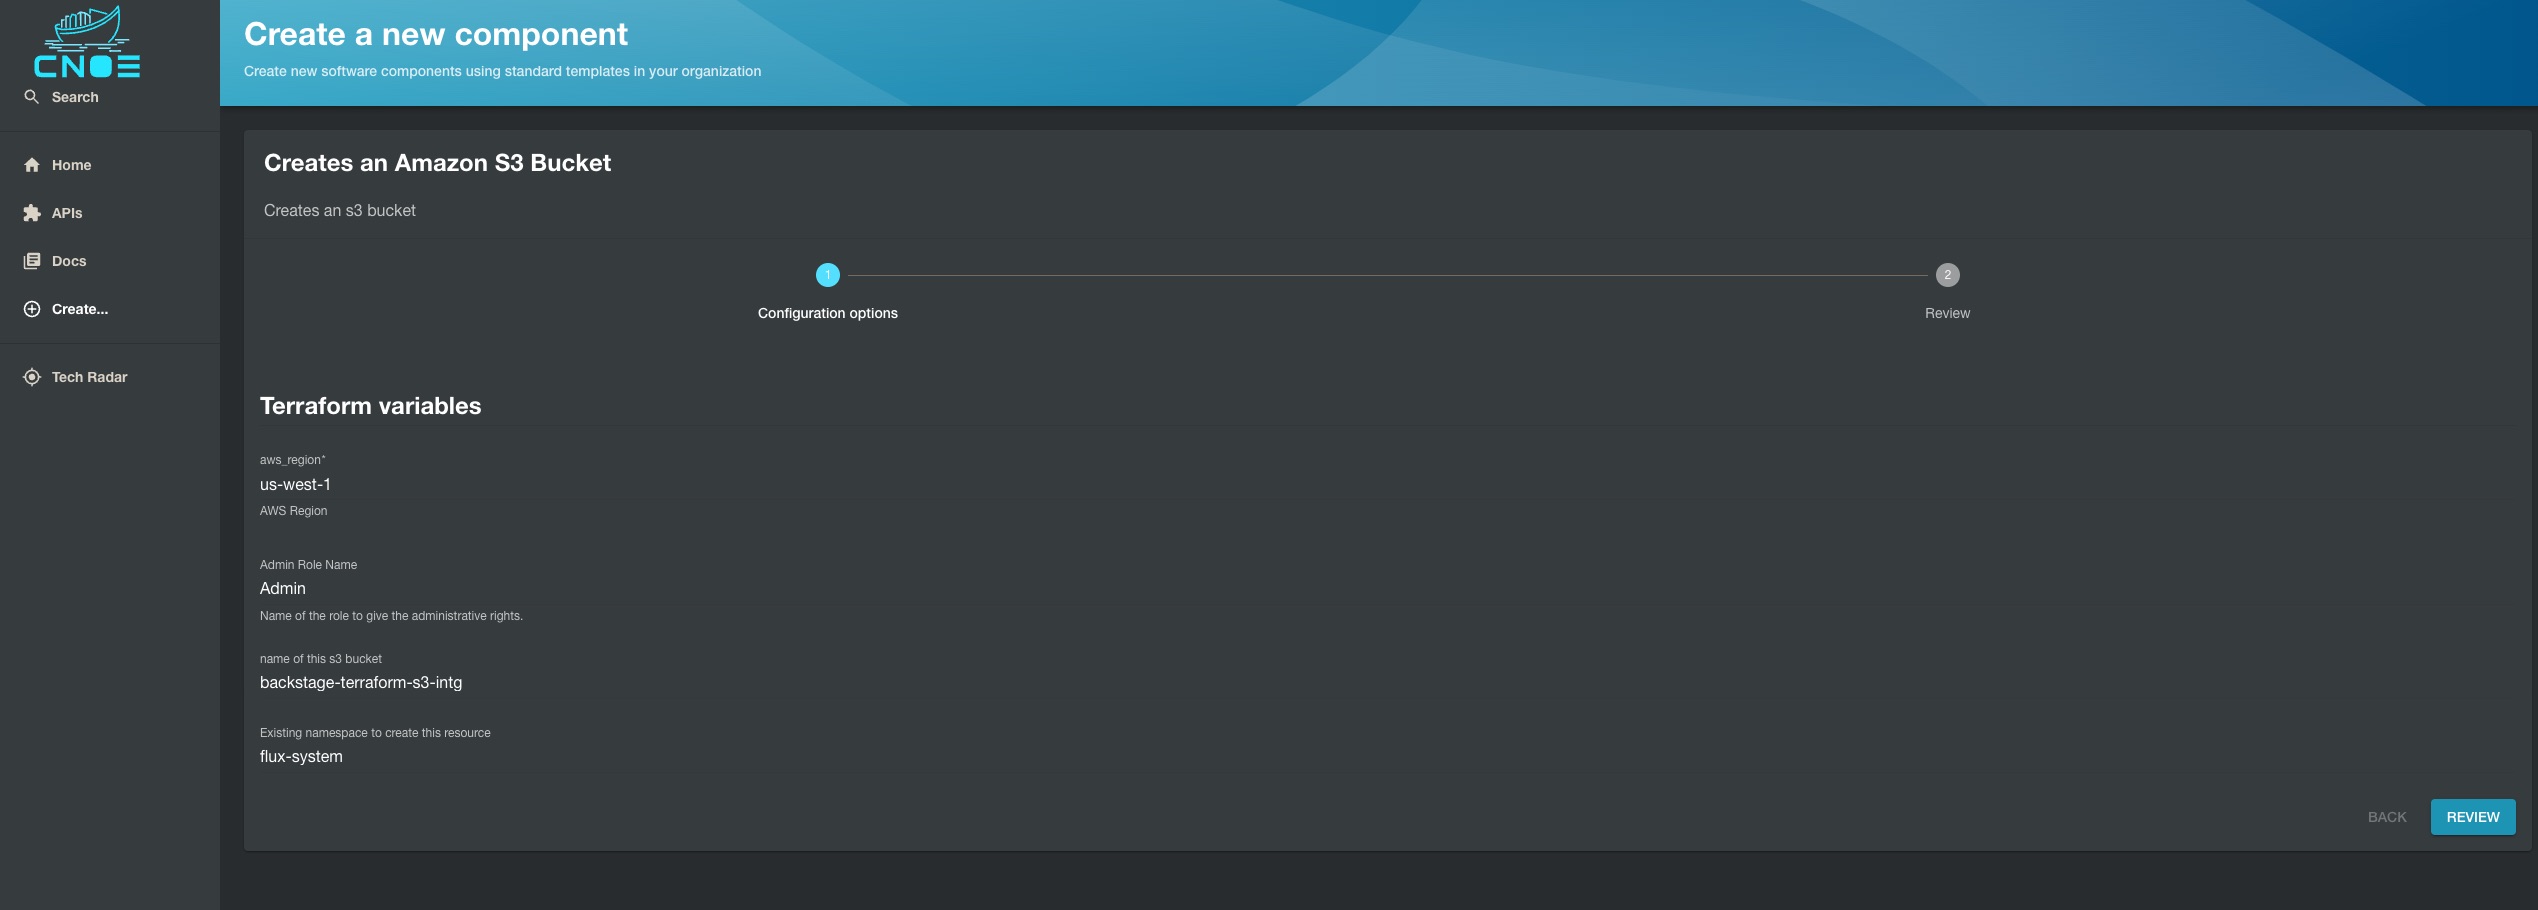 CNOE
Search
Home
APIs
Docs
Create...
Tech Radar
Create a new component
Create new software components using standard templates in your organization
Creates an Amazon S3 Bucket
Creates an s3 bucket
1
2
Configuration options
Review
Terraform variables
aws_region*
us-west-1
AWS Region
Admin Role Name
Admin
Name of the role to give the administrative rights.
name of this s3 bucket
backstage-terraform-s3-intg
Existing namespace to create this resource
flux-system
BACK
REVIEW